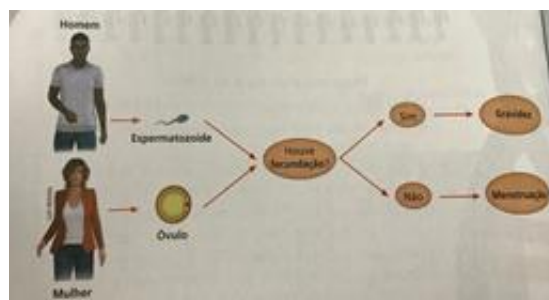 Homem
Espermatozoide
Houve
fecundação?
Sim
Gravidez
Não
Menstruação
Óvulo
Mulher